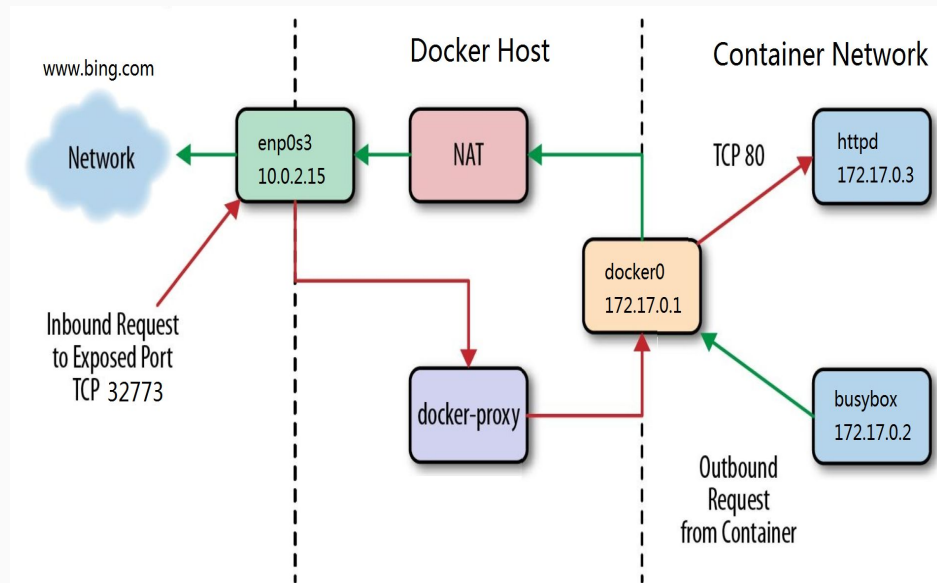 Docker Host
Container Network
www.bing.com
Network
enp0s3
10.0.2.15
NAT
TCP 80
httpd
172.17.0.3
docker0
172.17.0.1
Inbound Request
to Exposed Port
TCP 32773
docker-proxy
busybox
172.17.0.2
Outbound
Request
from Container